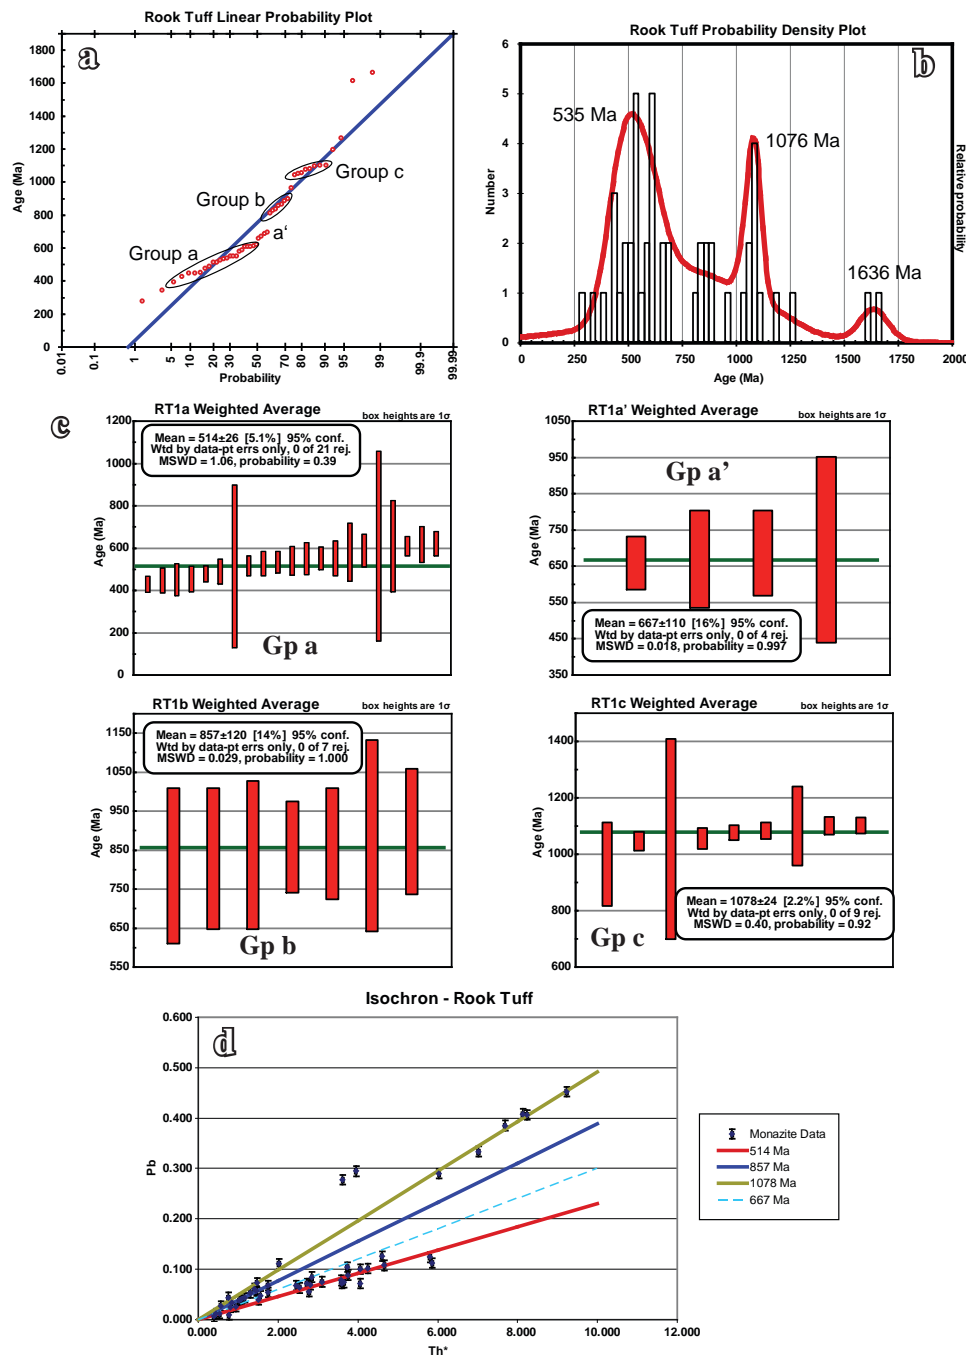 Rook Tuff Linear Probability Plot
a
Age (Ma)
2000
1800
1600
1400
1200
1000
800
600
400
200
0
Group c
Group b
a‘
Group a
0.01
0.1
1
5
10
20
30
50
70
80
90
95
99
99.9
99.99
Probability
Rook Tuff Probability Density Plot
b
Number
Relative probability
6
5
4
3
2
1
0
535 Ma
1076 Ma
1636 Ma
0
250
500
750
1000
1250
1500
1750
2000
Age (Ma)
c
RT1a Weighted Average
box heights are 1σ
Mean = 514±26 [5.1%] 95% conf.
Wtd by data-pt errs only, 0 of 21 rej.
MSWD = 1.06, probability = 0.39
Age (Ma)
1200
1000
800
600
400
200
0
Gp a
RT1a’ Weighted Average
box heights are 1σ
Gp a’
Age (Ma)
950
850
750
650
550
450
350
Mean = 667±110 [16%] 95% conf.
Wtd by data-pt errs only, 0 of 4 rej.
MSWD = 0.018, probability = 0.997
RT1b Weighted Average
box heights are 1σ
Mean = 857±120 [14%] 95% conf.
Wtd by data-pt errs only, 0 of 7 rej.
MSWD = 0.029, probability = 1.000
Age (Ma)
1150
1050
950
850
750
650
550
Gp b
RT1c Weighted Average
box heights are 1σ
Age (Ma)
1400
1200
1000
800
600
Mean = 1078±24 [2.2%] 95% conf.
Wtd by data-pt errs only, 0 of 9 rej.
MSWD = 0.40, probability = 0.92
Gp c
Isochron - Rook Tuff
d
Pb
0.600
0.500
0.400
0.300
0.200
0.100
0.000
0.000
2.000
4.000
6.000
8.000
10.000
12.000
Th*
Monazite Data
514 Ma
857 Ma
1078 Ma
667 Ma